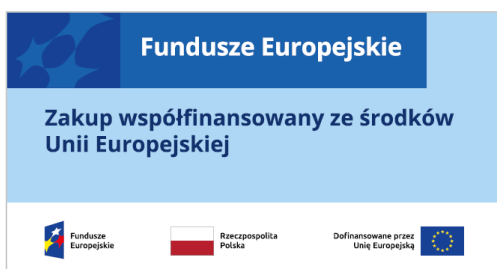 Fundusze Europejskie
Zakup współfinansowany ze środków
Unii Europejskiej
Fundusze
Europejskie
Rzeczpospolita
Polska
Dofinansowane przez
Unię Europejską